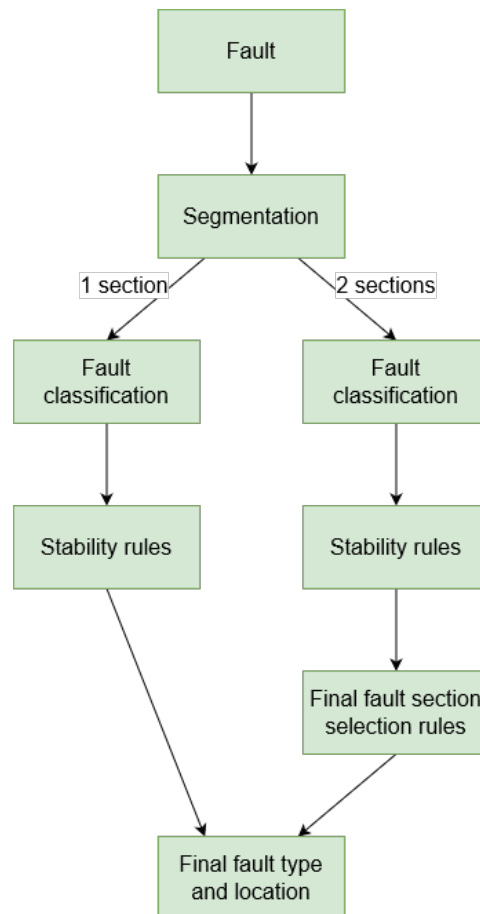 Fault
Segmentation
1 section
2 sections
Fault
classification
Fault
classification
Stability rules
Stability rules
Final fault section
selection rules
Final fault type
and location